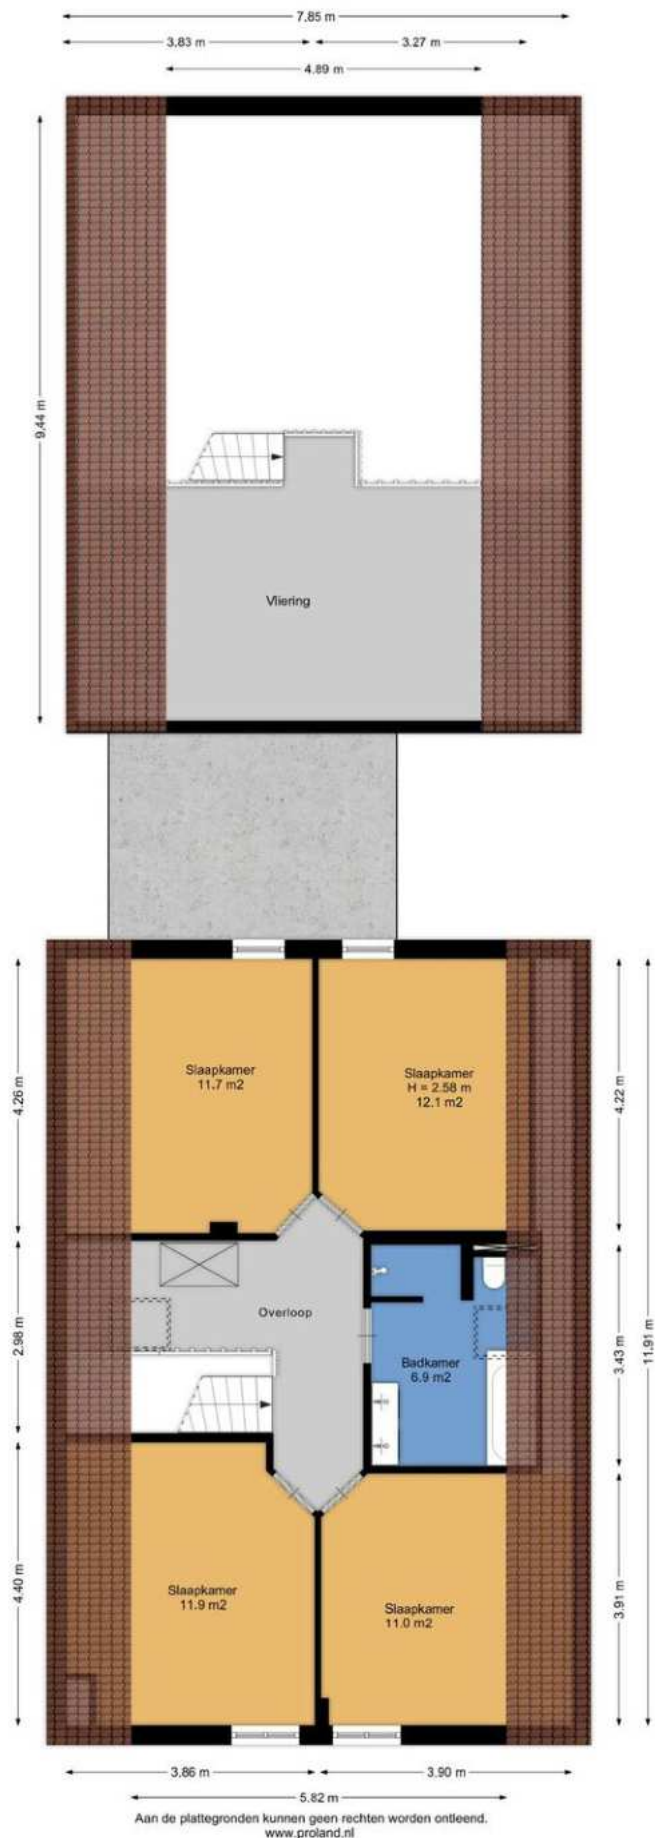 7.85 m
3.83 m
3.27 m
4.89 m
9.44 m
Vliering
4.26 m
Slaapkamer
11.7 m2
Slaapkamer
H = 2.58 m
12.1 m2
4.22 m
2.98 m
Overloop
Badkamer
6.9 m2
3.43 m
11.91 m
4.40 m
Slaapkamer
11.9 m2
Slaapkamer
11.0 m2
3.91 m
3.86 m
3.90 m
5.82 m
Aan de plattegronden kunnen geen rechten worden ontleend.
www.proland.nl